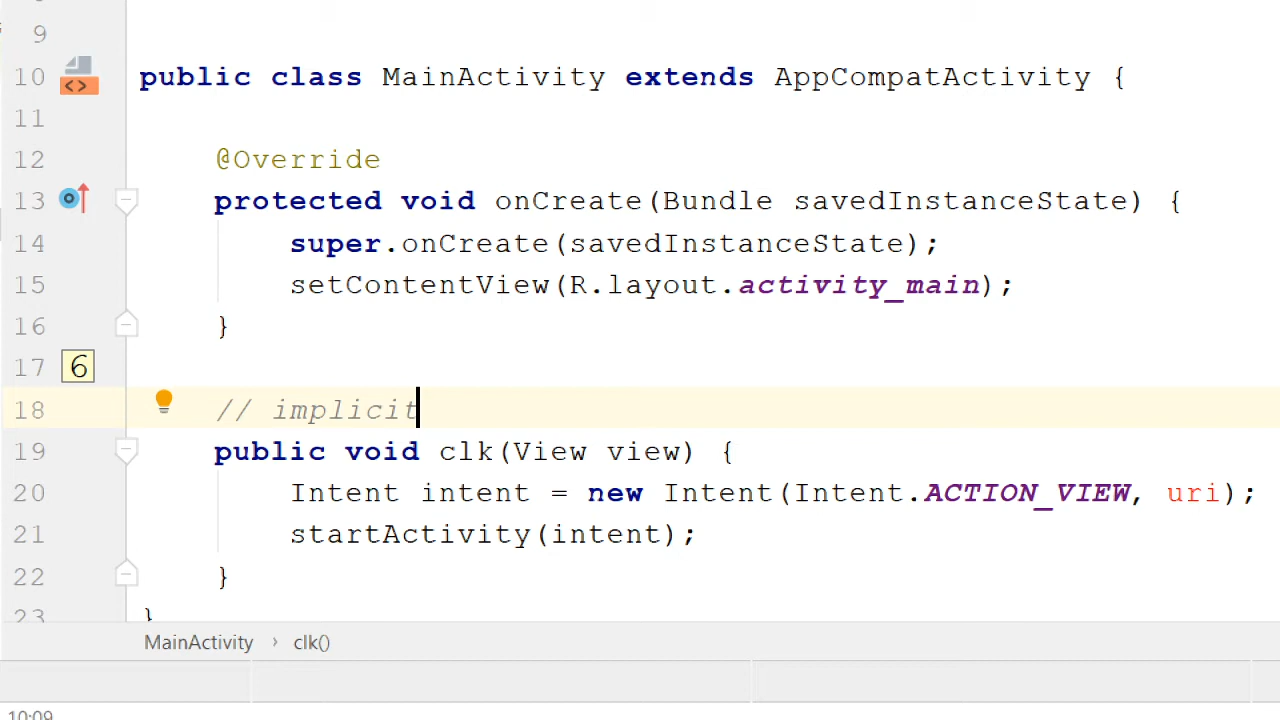 9
10 public class MainActivity extends AppCompatActivity {
11
12 @Override
13 protected void onCreate(Bundle savedInstanceState) {
14 super.onCreate(savedInstanceState);
15 setContentView(R.layout.activity_main);
16 }
17 6
18 // implicit
19 public void clk(View view) {
20 Intent intent = new Intent(Intent.ACTION_VIEW, uri);
21 startActivity(intent);
22 }
23 }
MainActivity › clk()
10:09